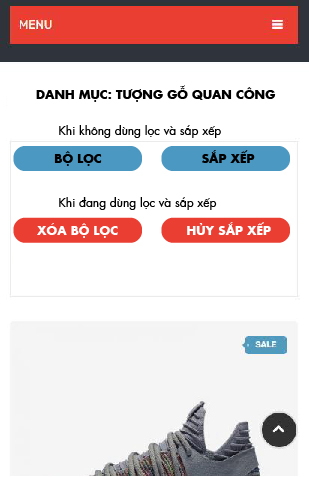 MENU
DANH MỤC: TƯỢNG GỖ QUAN CÔNG
Khi không dùng lọc và sắp xếp
BỘ LỌC
SẮP XẾP
Khi đang dùng lọc và sắp xếp
XÓA BỘ LỌC
HỦY SẮP XẾP
SALE